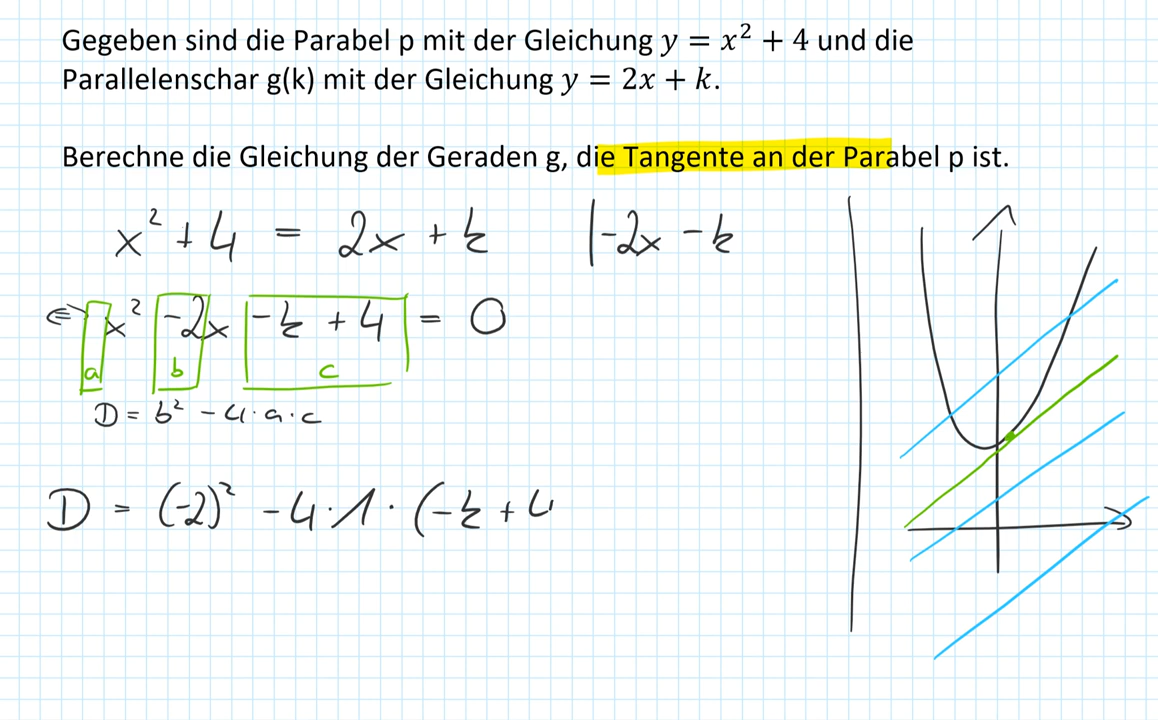 Gegeben sind die Parabel p mit der Gleichung y = x² + 4 und die
Parallelenschar g(k) mit der Gleichung y = 2x + k.
Berechne die Gleichung der Geraden g, die Tangente an der Parabel p ist.
x² + 4 = 2x + k |-2x - k
⇔ x² -2x -k + 4 = 0
a b c
D = b² - 4·a·c
D = (-2)² - 4·1·(-k + 4